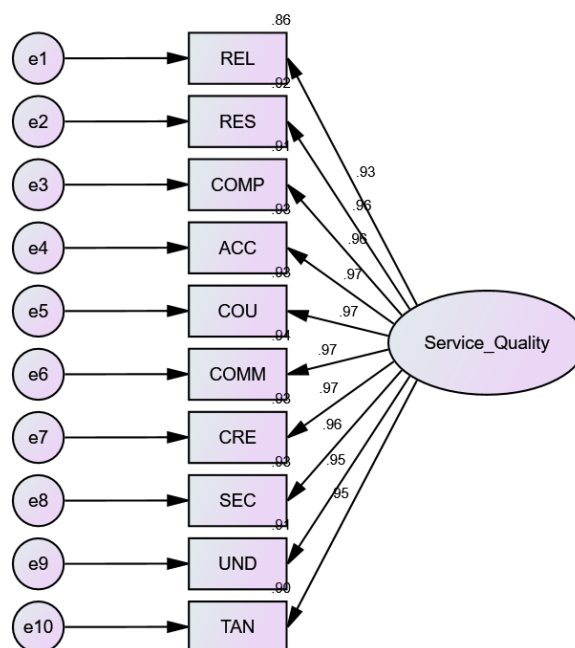 .86
e1
REL
.92
e2
RES
.91
.93
e3
COMP
.96
.93
.96
e4
ACC
.97
.93
e5
COU
.97
.94
Service_Quality
e6
COMM
.97
.93
.97
e7
CRE
.96
.93
e8
SEC
.95
.91
.95
e9
UND
.90
e10
TAN